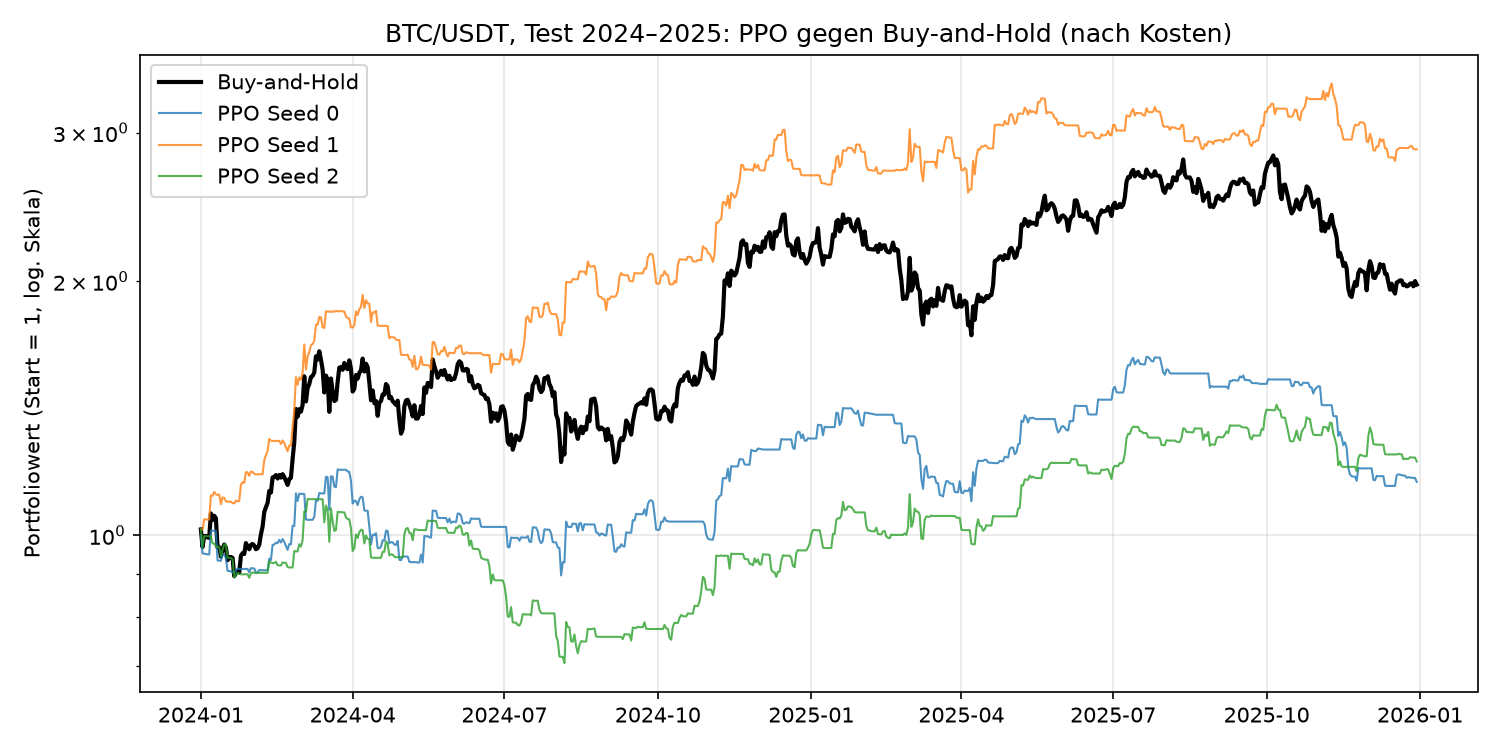 BTC/USDT, Test 2024–2025: PPO gegen Buy-and-Hold (nach Kosten)
Buy-and-Hold
PPO Seed 0
PPO Seed 1
PPO Seed 2
Portfoliowert (Start = 1, log. Skala)
3 × 10⁰
2 × 10⁰
10⁰
2024-01 2024-04 2024-07 2024-10 2025-01 2025-04 2025-07 2025-10 2026-01